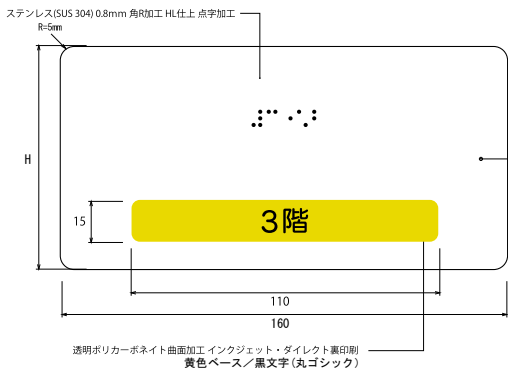 ステンレス(SUS 304) 0.8mm 角R加工 HL仕上 点字加工
R=5mm
⠼⠉⠐⠡⠃
H
15
3階
110
160
透明ポリカーボネイト曲面加工 インクジェット・ダイレクト裏印刷
黄色ベース／黒文字(丸ゴシック)